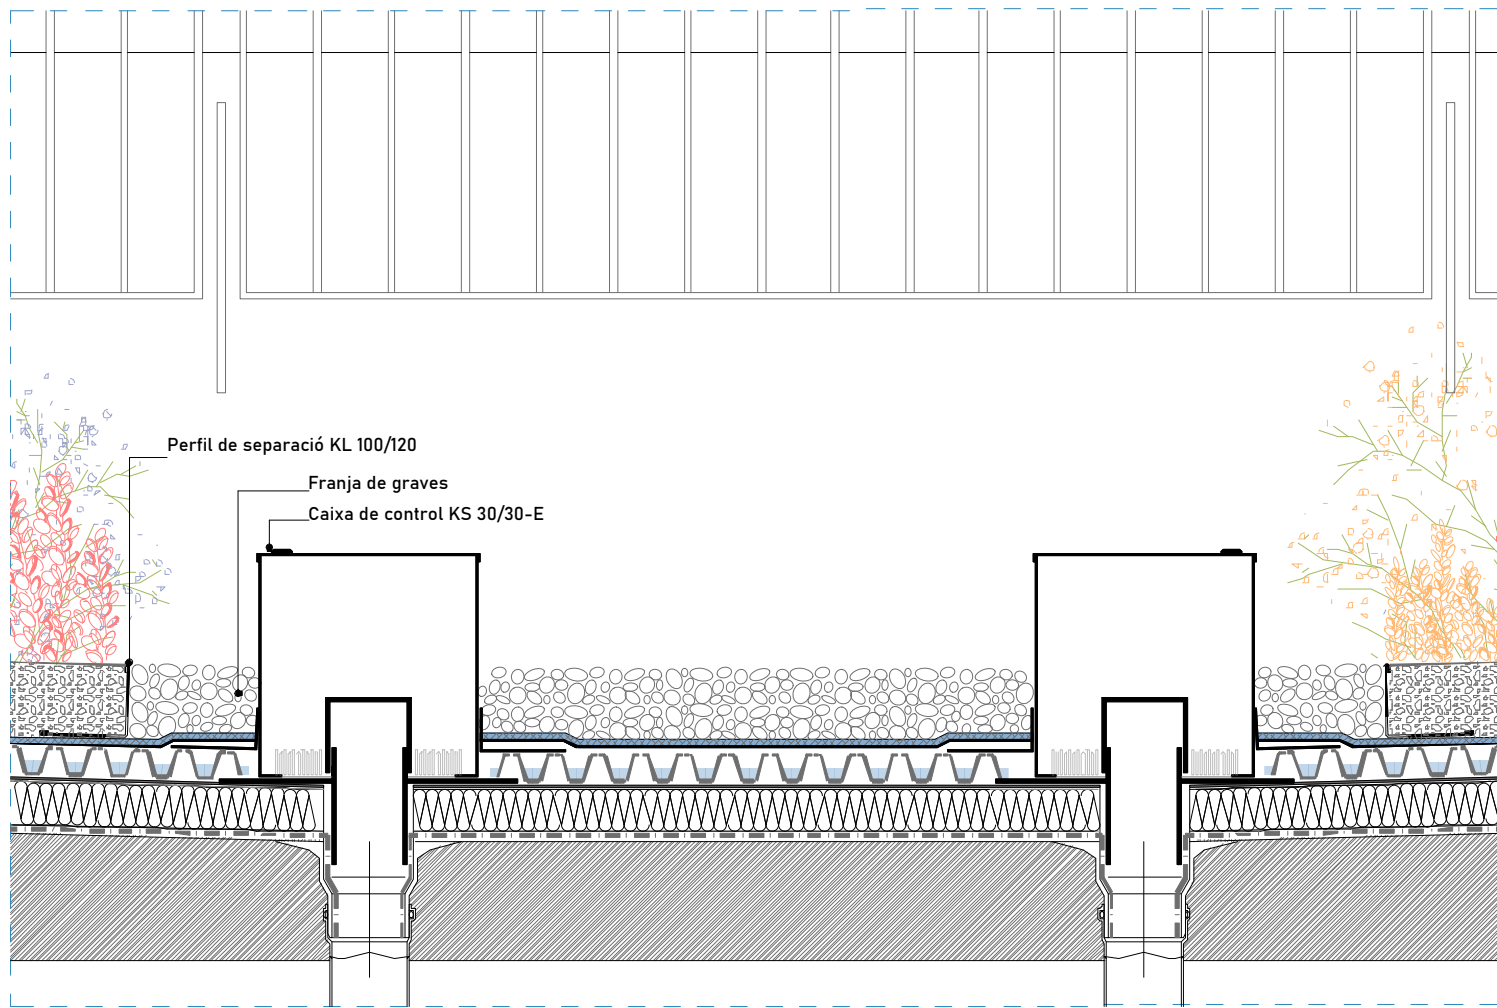 Perfil de separació KL 100/120
Franja de graves
Caixa de control KS 30/30-E